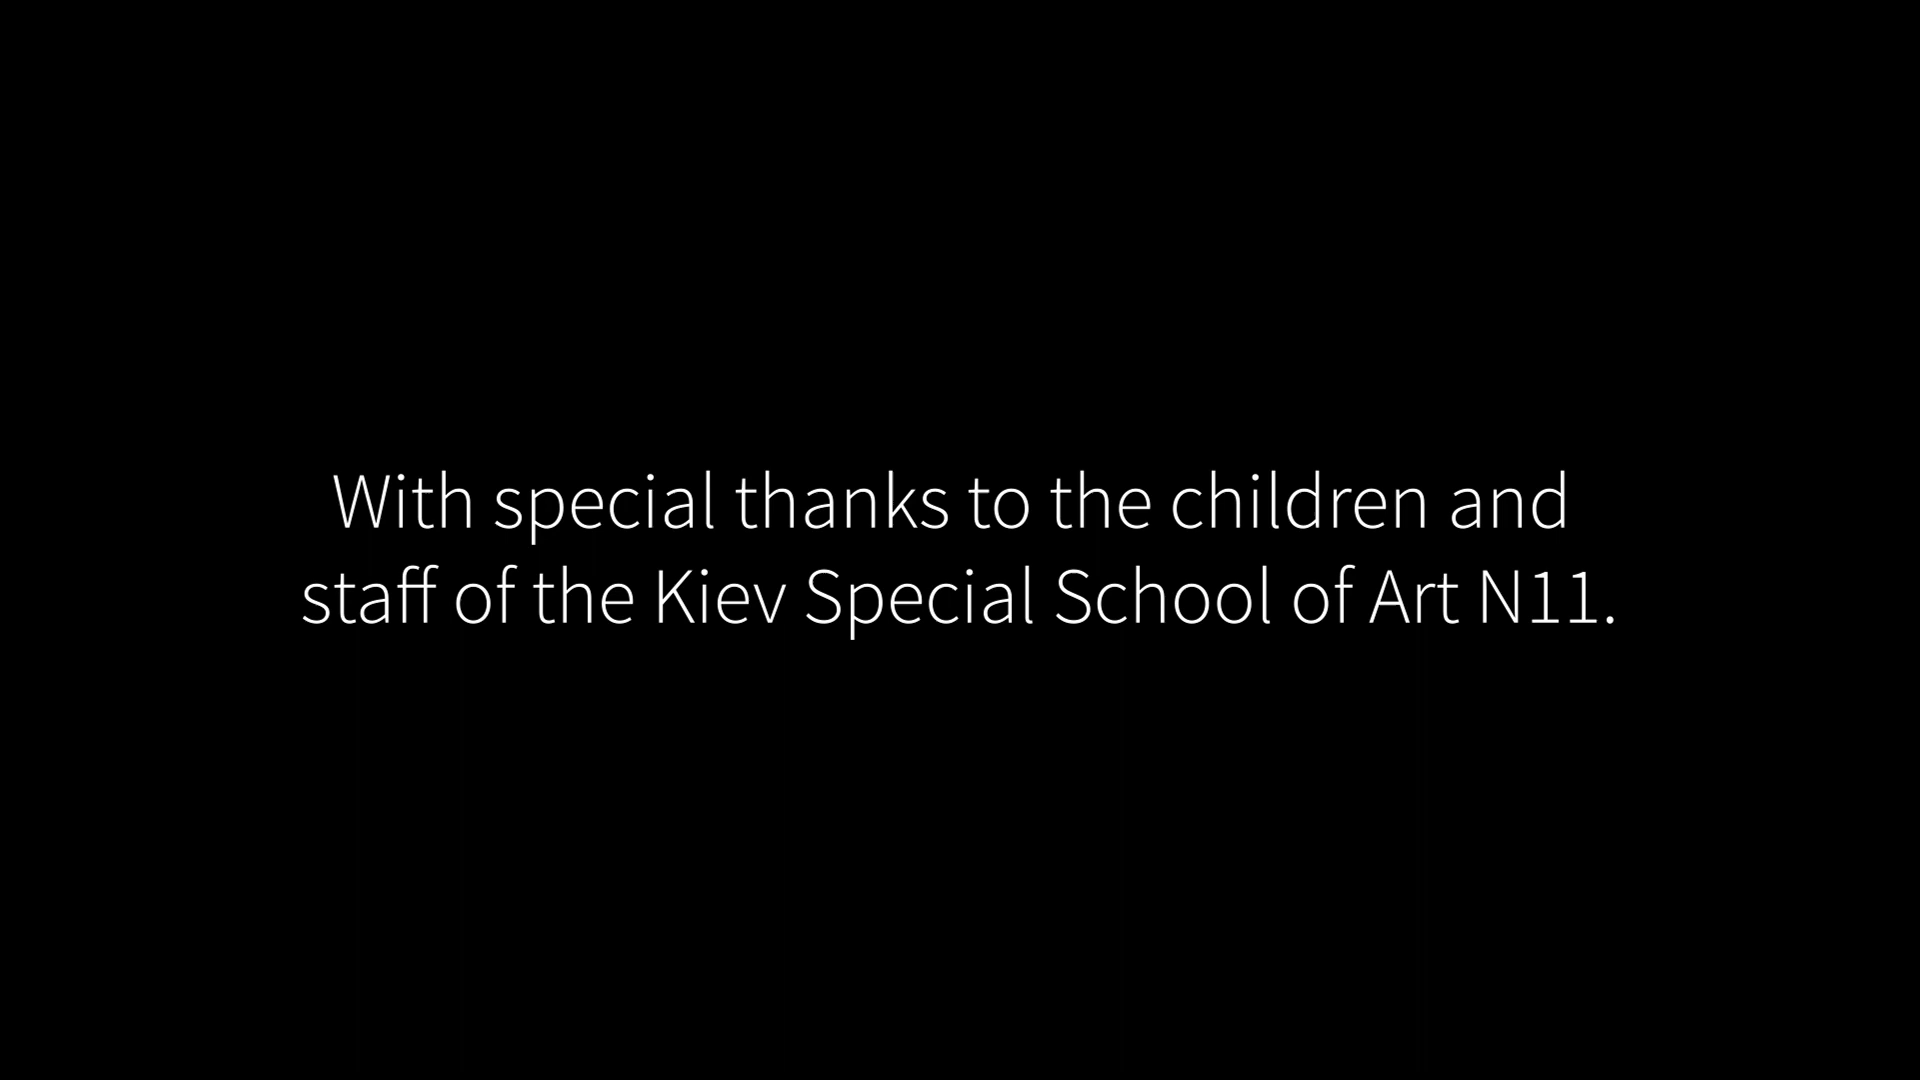 With special thanks to the children and
staff of the Kiev Special School of Art N11.